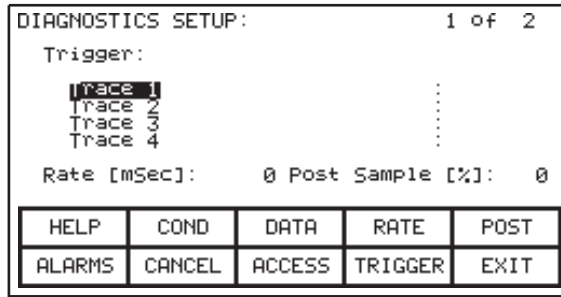 DIAGNOSTICS SETUP: 1 of 2
Trigger:
Trace 1 :
Trace 2 :
Trace 3 :
Trace 4 :
Rate [mSec]: 0 Post Sample [%]: 0
HELP COND DATA RATE POST
ALARMS CANCEL ACCESS TRIGGER EXIT